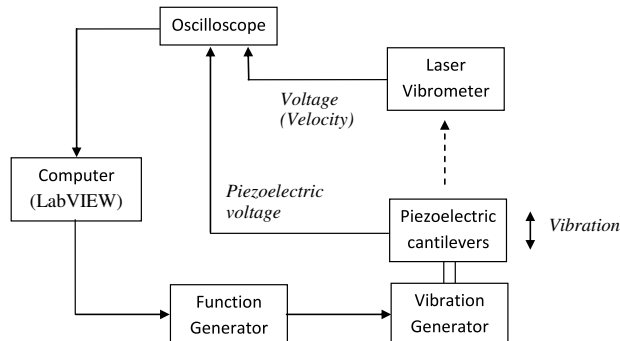 Oscilloscope
Laser
Vibrometer
Voltage
(Velocity)
Computer
(LabVIEW)
Piezoelectric
voltage
Piezoelectric
cantilevers
Vibration
Function
Generator
Vibration
Generator